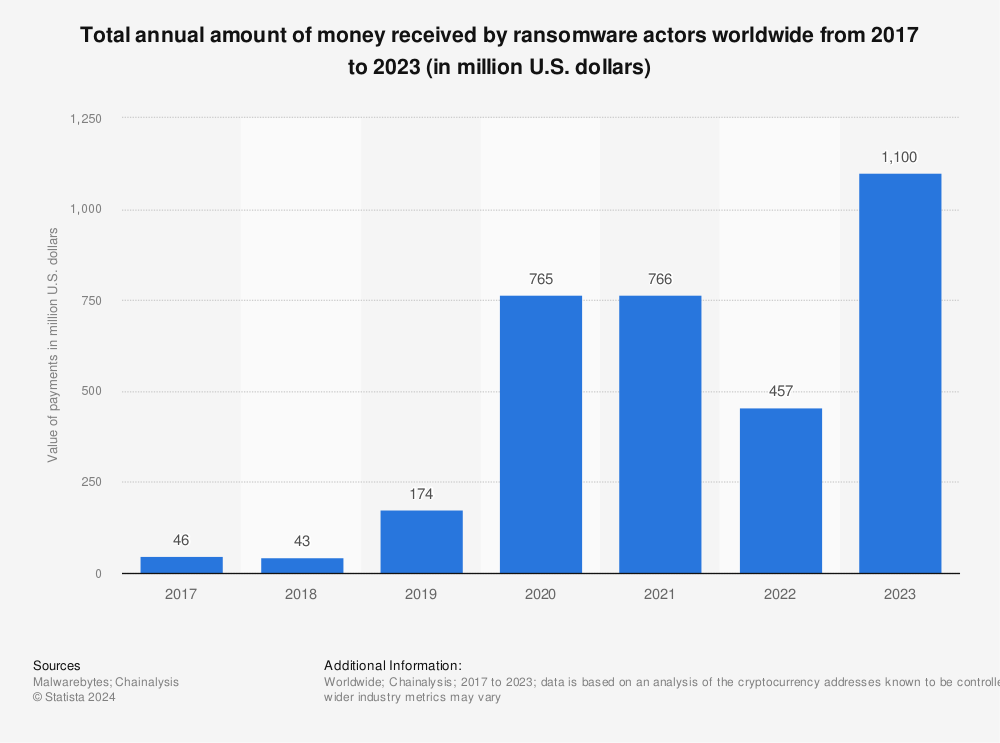 Total annual amount of money received by ransomware actors worldwide from 2017
to 2023 (in million U.S. dollars)
Value of payments in million U.S. dollars
1,250
1,000
750
500
250
0
46
43
174
765
766
457
1,100
2017
2018
2019
2020
2021
2022
2023
Sources
Malwarebytes; Chainalysis
© Statista 2024
Additional Information:
Worldwide; Chainalysis; 2017 to 2023; data is based on an analysis of the cryptocurrency addresses known to be
wider industry metrics may vary